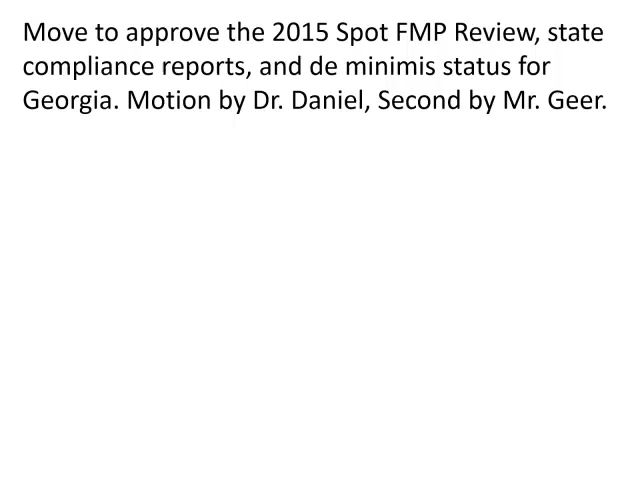 Move to approve the 2015 Spot FMP Review, state
compliance reports, and de minimis status for
Georgia. Motion by Dr. Daniel, Second by Mr. Geer.